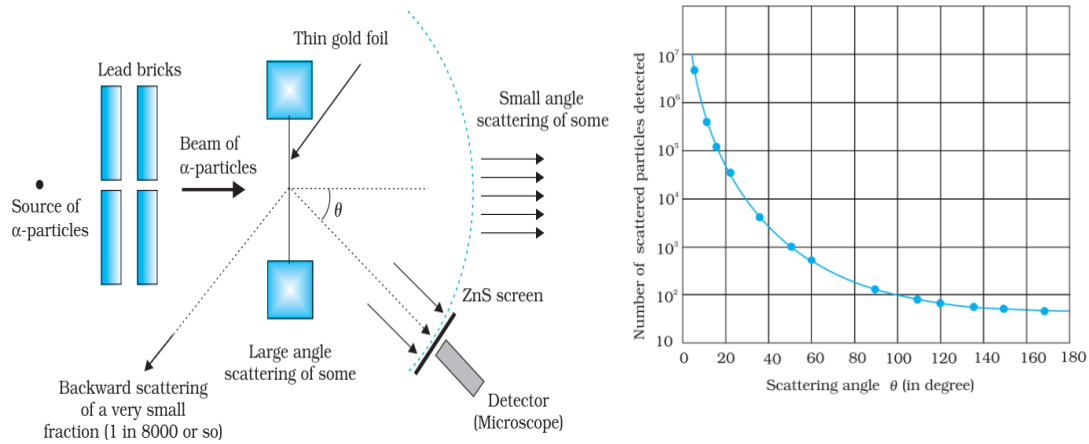 Thin gold foil
Lead bricks
Small angle
scattering of some
Beam of
α-particles
Source of
α-particles
θ
ZnS screen
Large angle
scattering of some
Backward scattering
of a very small
fraction (1 in 8000 or so)
Detector
(Microscope)
Number of scattered particles detected
10⁷
10⁶
10⁵
10⁴
10³
10²
10
0 20 40 60 80 100 120 140 160 180
Scattering angle θ (in degree)